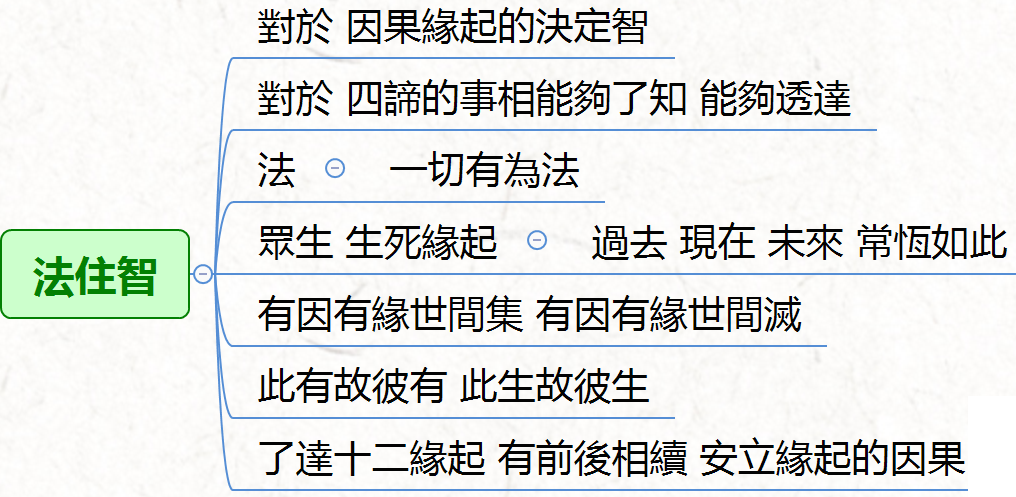 對於 因果緣起的決定智
對於 四諦的事相能夠了知 能夠透達
法 一切有為法
眾生 生死緣起 過去 現在 未來 常恆如此
法住智
有因有緣世間集 有因有緣世間滅
此有故彼有 此生故彼生
了達十二緣起 有前後相續 安立緣起的因果